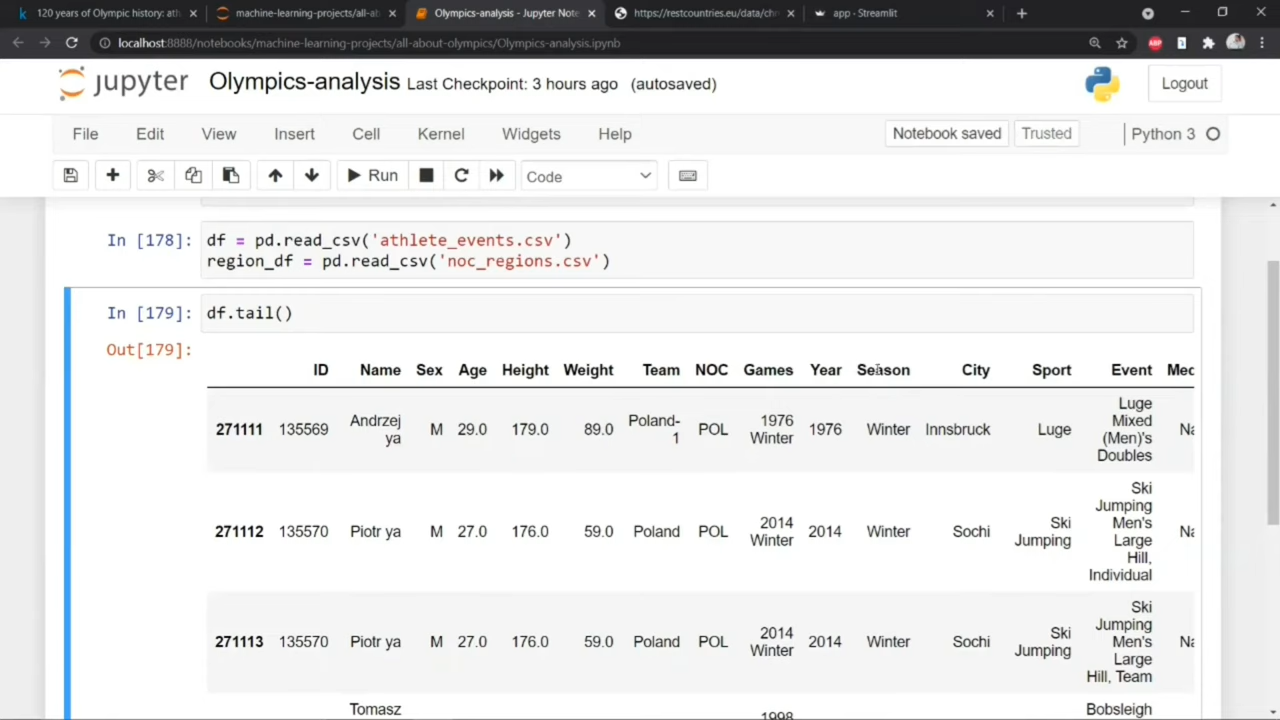 120 years of Olympic history: ath
machine-learning-projects/all-ab
Olympics-analysis - Jupyter Note
https://restcountries.eu/data/chn
app · Streamlit
localhost:8888/notebooks/machine-learning-projects/all-about-olympics/Olympics-analysis.ipynb
ABP
jupyter Olympics-analysis Last Checkpoint: 3 hours ago (autosaved)
Logout
File Edit View Insert Cell Kernel Widgets Help
Notebook saved Trusted Python 3
Run Code
In [178]: df = pd.read_csv('athlete_events.csv')
region_df = pd.read_csv('noc_regions.csv')
In [179]: df.tail()
Out[179]:
ID Name Sex Age Height Weight Team NOC Games Year Season City Sport Event Med
271111 135569 Andrzej ya M 29.0 179.0 89.0 Poland-1 POL 1976 Winter 1976 Winter Innsbruck Luge Luge Mixed (Men)'s Doubles Na
271112 135570 Piotr ya M 27.0 176.0 59.0 Poland POL 2014 Winter 2014 Winter Sochi Ski Jumping Ski Jumping Men's Large Hill, Individual Na
271113 135570 Piotr ya M 27.0 176.0 59.0 Poland POL 2014 Winter 2014 Winter Sochi Ski Jumping Ski Jumping Men's Large Hill, Team Na
Tomasz 1998 Bobsleigh